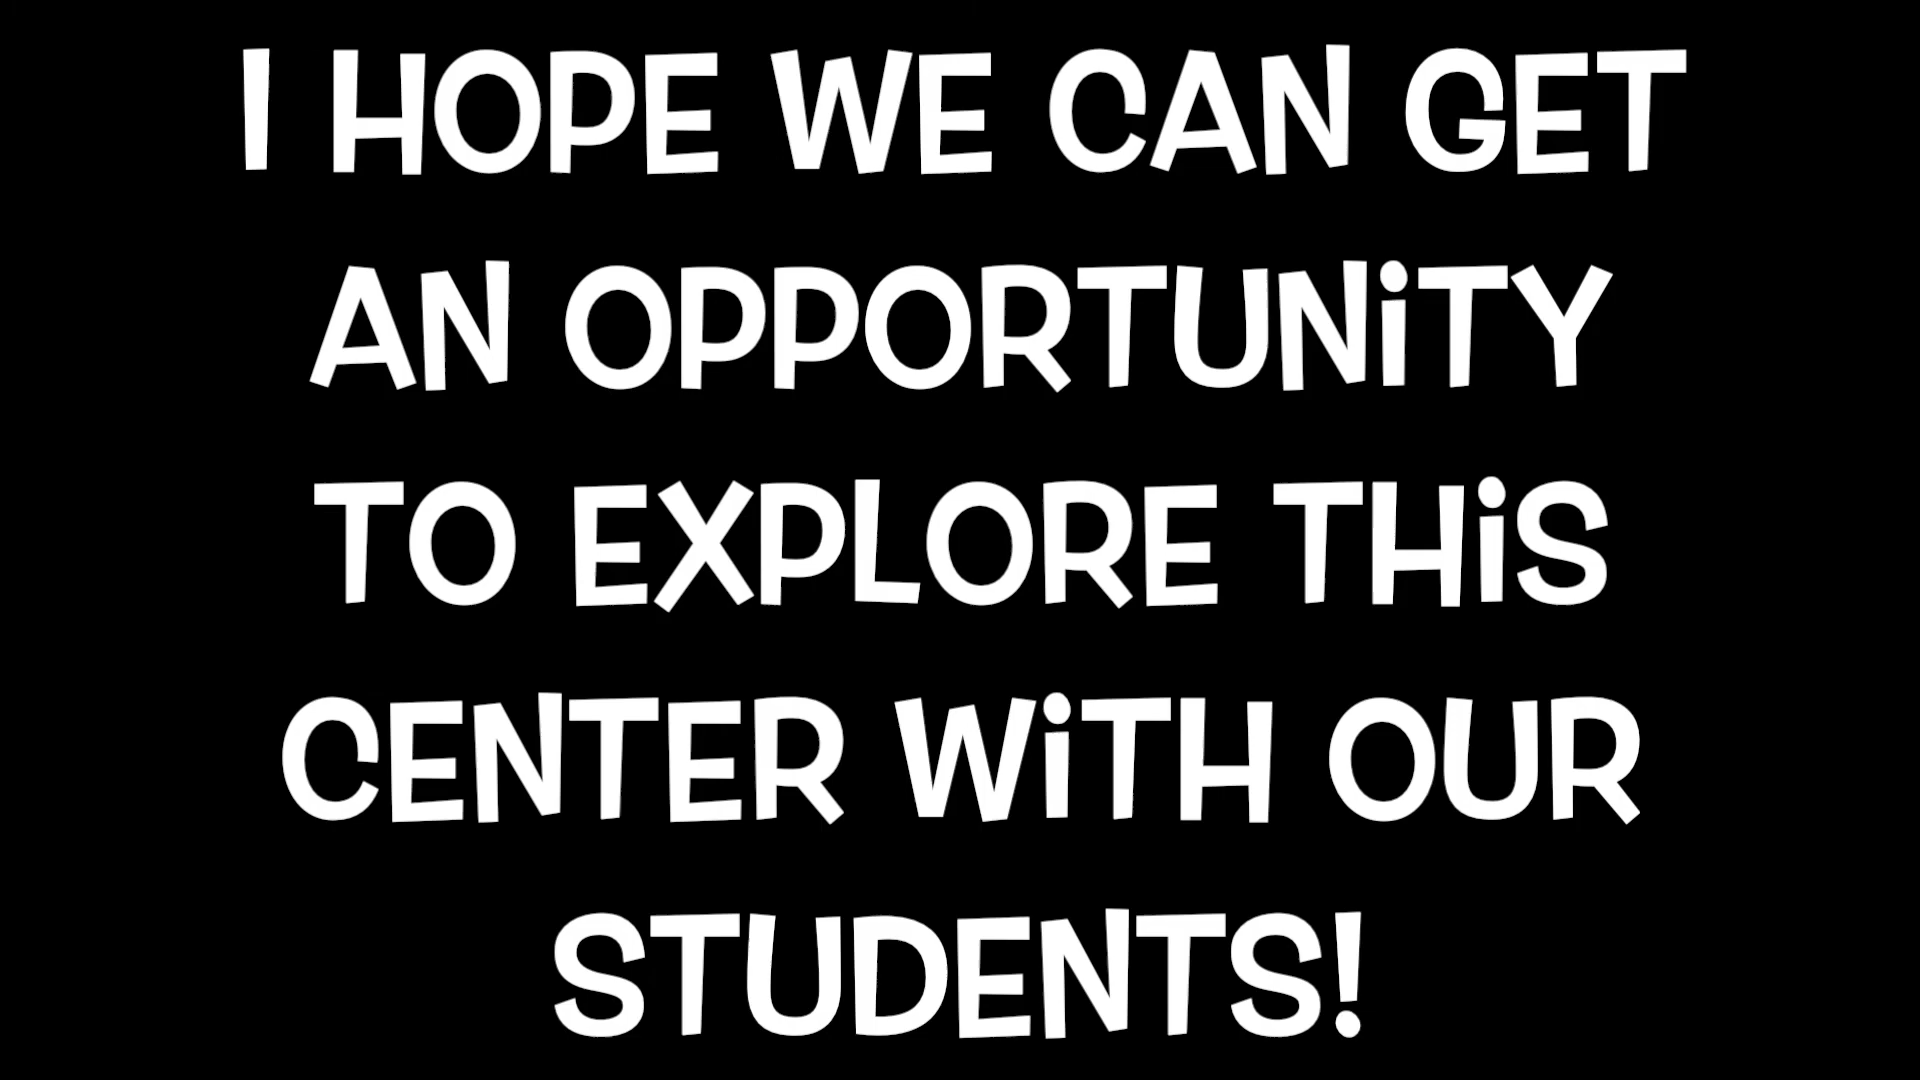 I HOPE WE CAN GET
AN OPPORTUNiTY
TO EXPLORE THiS
CENTER WiTH OUR
STUDENTS!